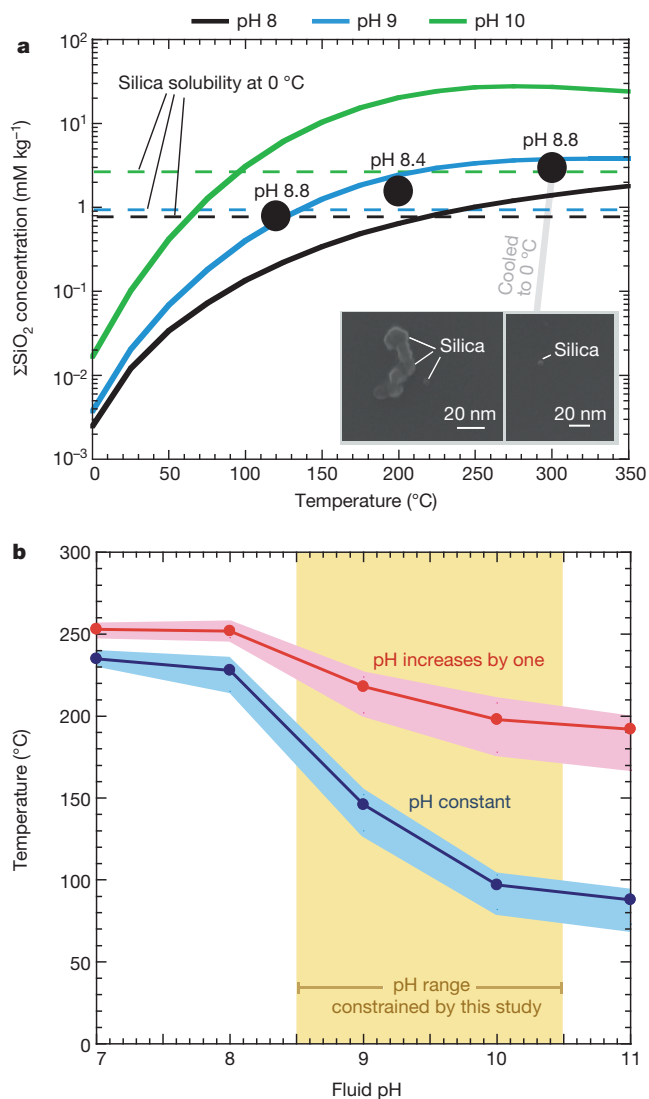 pH 8 pH 9 pH 10
a
10²
10¹
1
10⁻¹
10⁻²
10⁻³
ΣSiO₂ concentration (mM kg⁻¹)
Silica solubility at 0 °C
pH 8.8
pH 8.4
pH 8.8
Cooled
to 0 °C
Silica
20 nm
Silica
20 nm
0 50 100 150 200 250 300 350
Temperature (°C)
b
300
250
200
150
100
50
0
Temperature (°C)
pH increases by one
pH constant
pH range
constrained by this study
7 8 9 10 11
Fluid pH